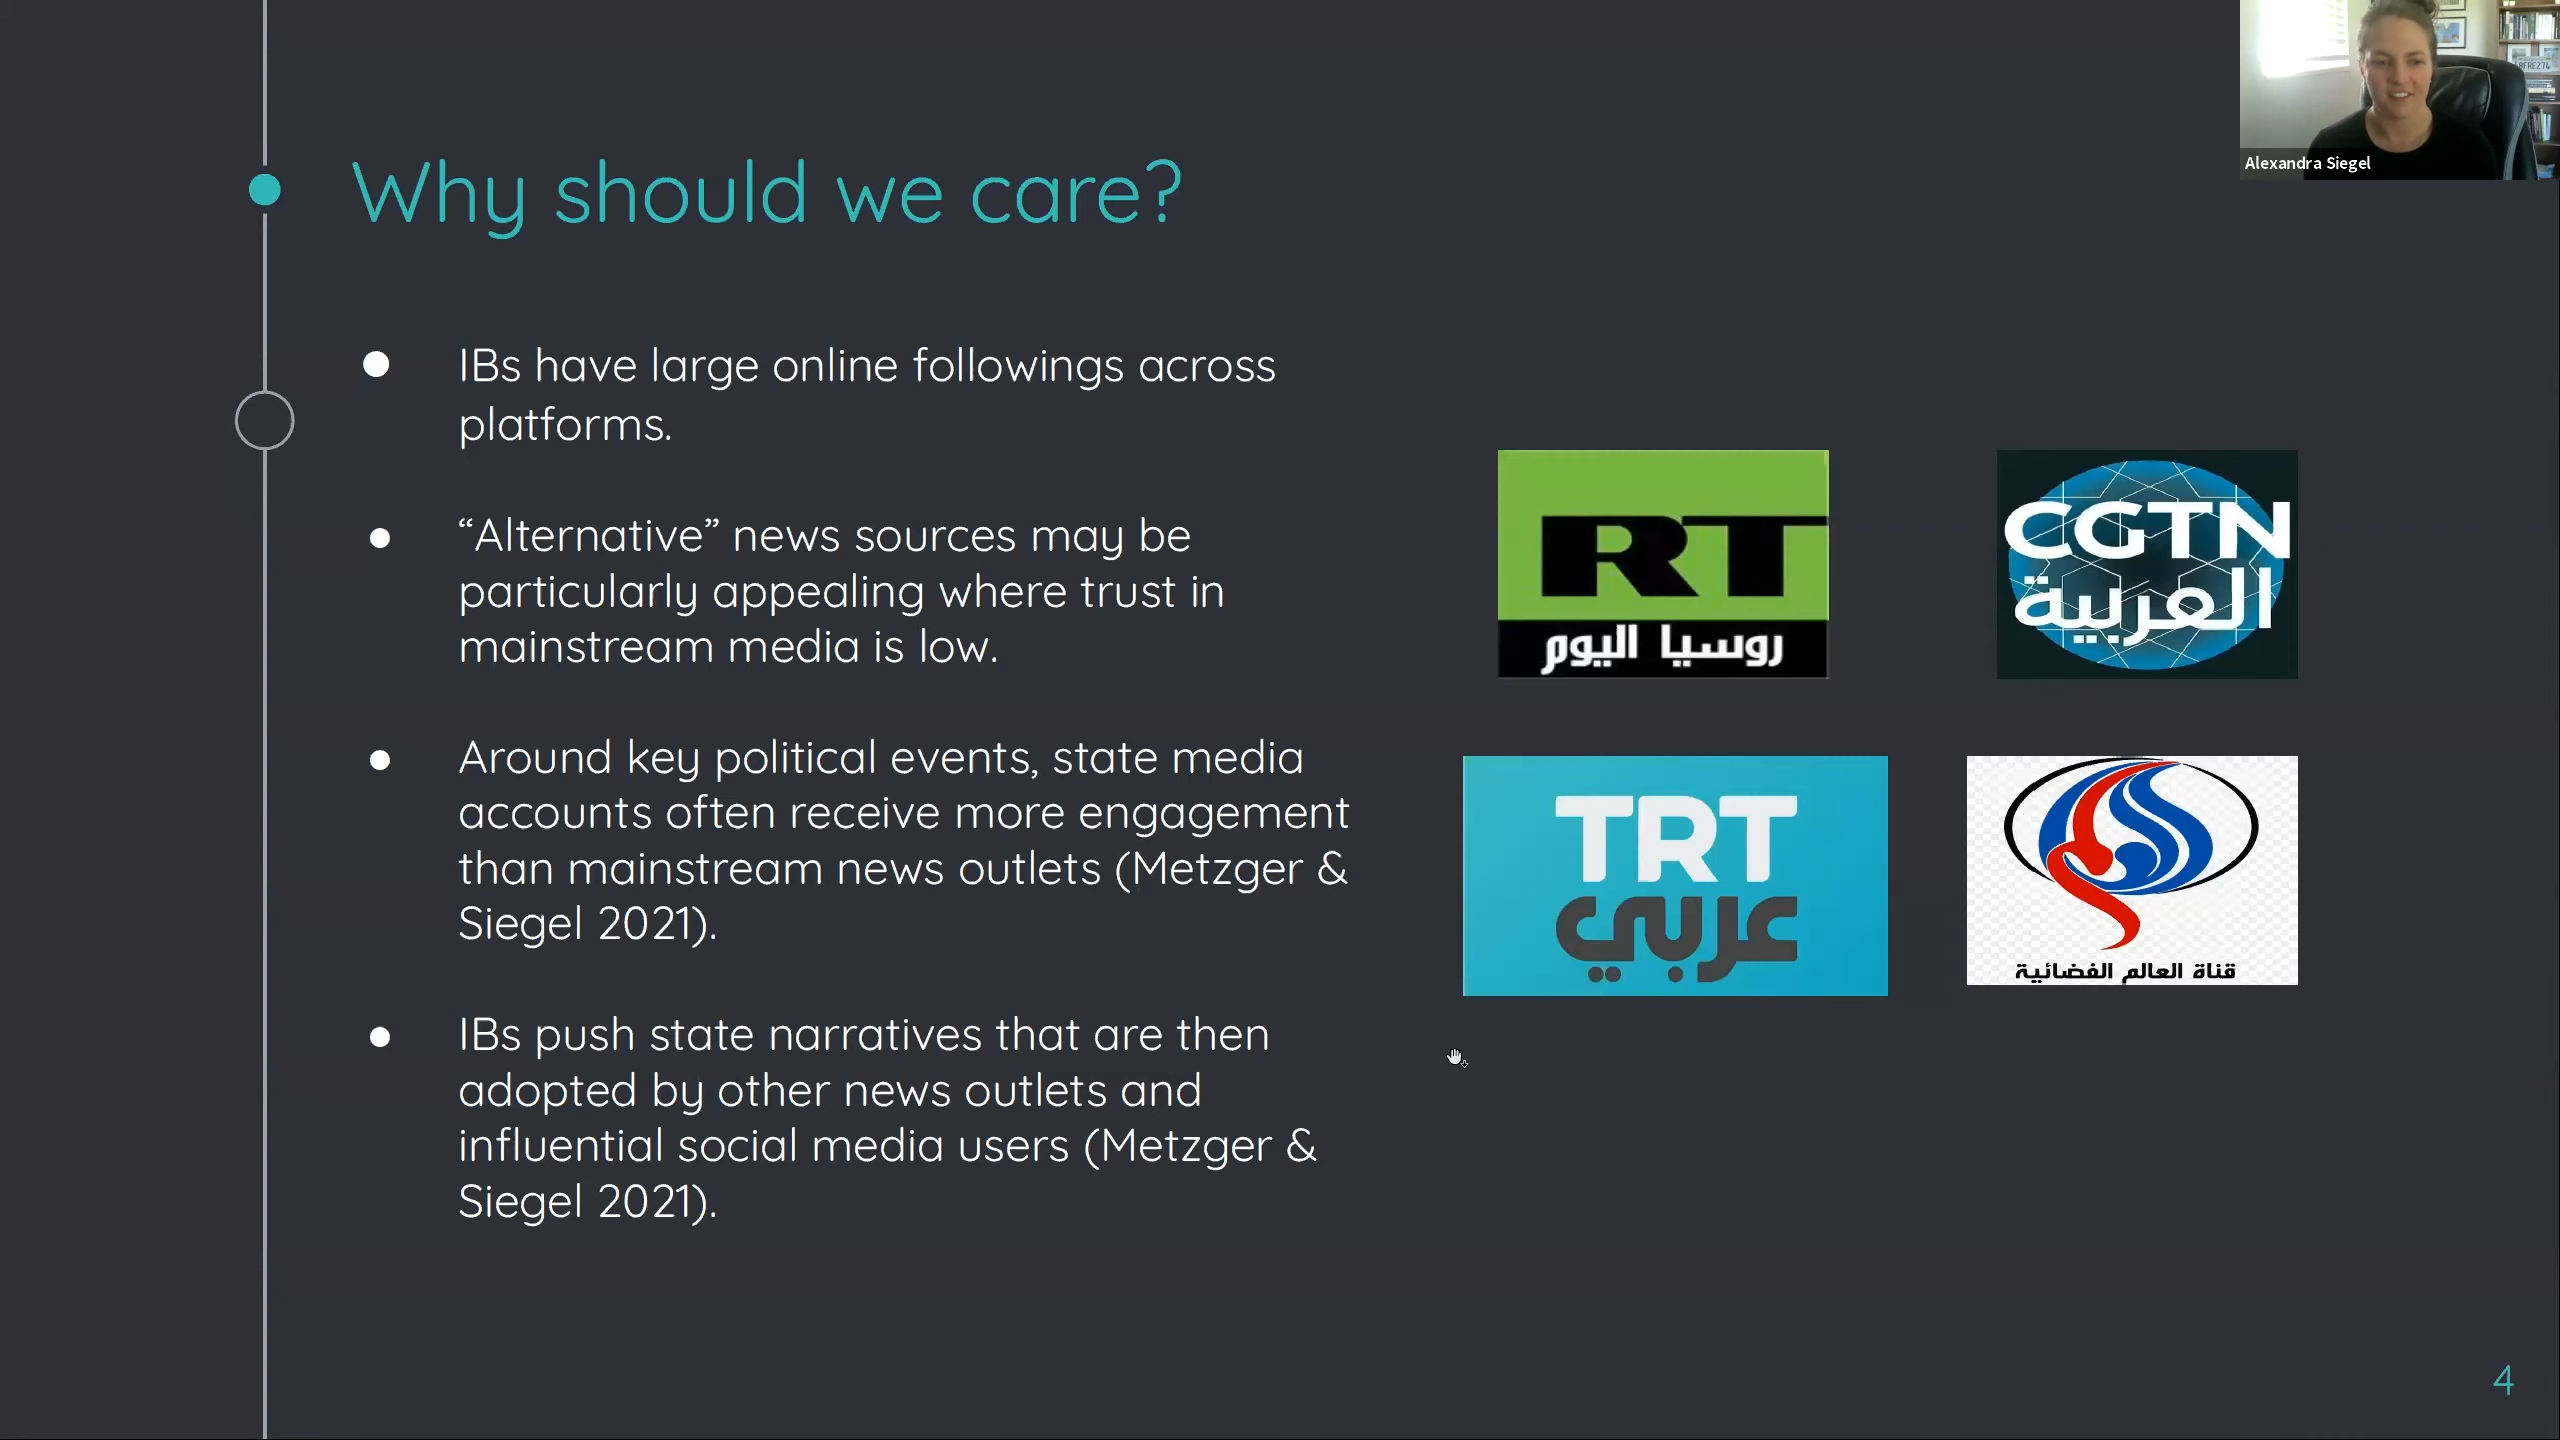 Alexandra Siegel
Why should we care?
IBs have large online followings across
platforms.
“Alternative” news sources may be
particularly appealing where trust in
mainstream media is low.
Around key political events, state media
accounts often receive more engagement
than mainstream news outlets (Metzger &
Siegel 2021).
IBs push state narratives that are then
adopted by other news outlets and
influential social media users (Metzger &
Siegel 2021).
RT
روسيا اليوم
CGTN
العربية
TRT
عربي
قناة العالم الفضائية
4